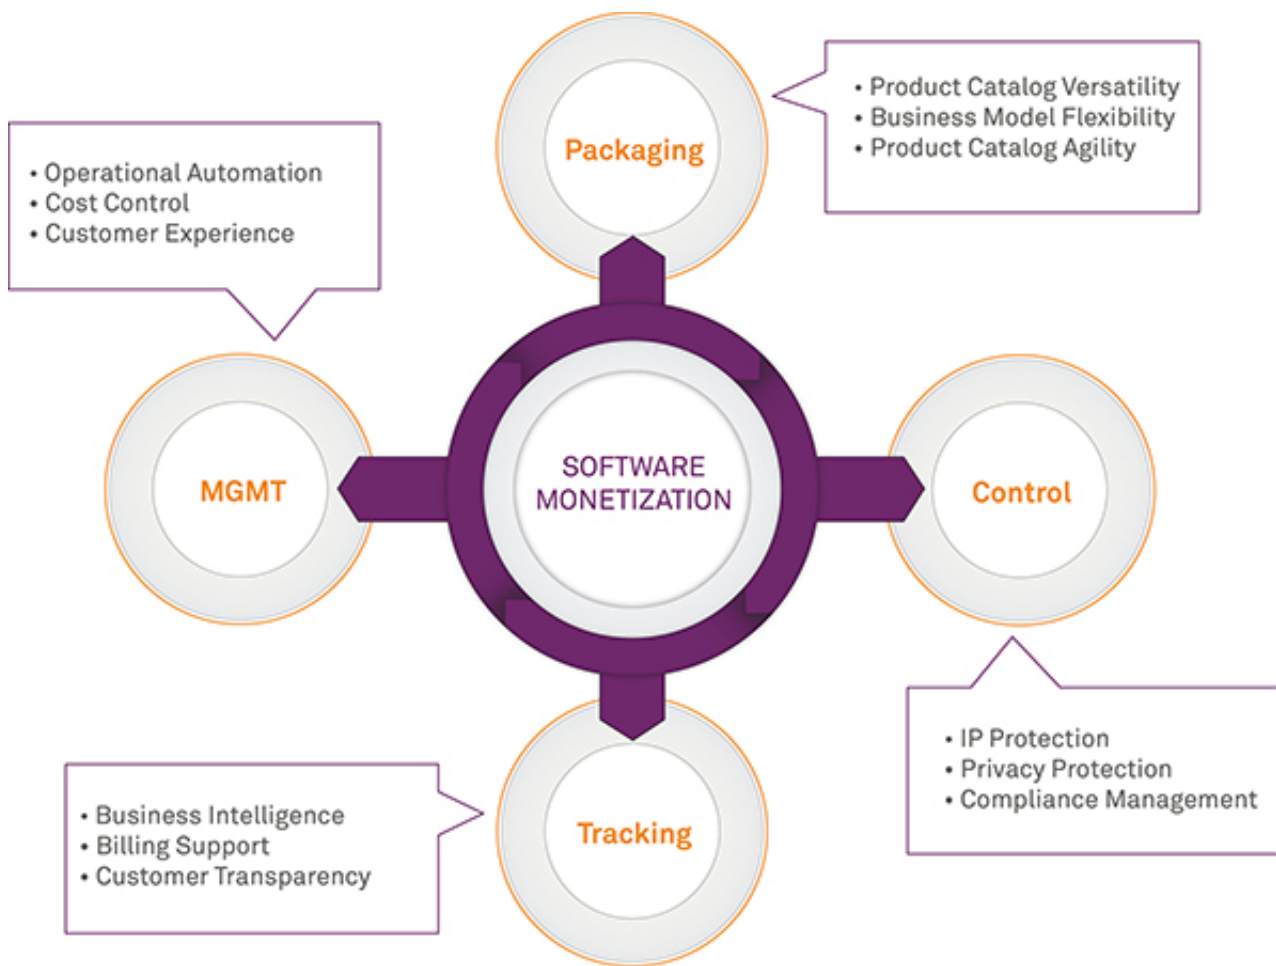 Packaging
• Product Catalog Versatility
• Business Model Flexibility
• Product Catalog Agility
• Operational Automation
• Cost Control
• Customer Experience
MGMT
SOFTWARE
MONETIZATION
Control
• IP Protection
• Privacy Protection
• Compliance Management
• Business Intelligence
• Billing Support
• Customer Transparency
Tracking